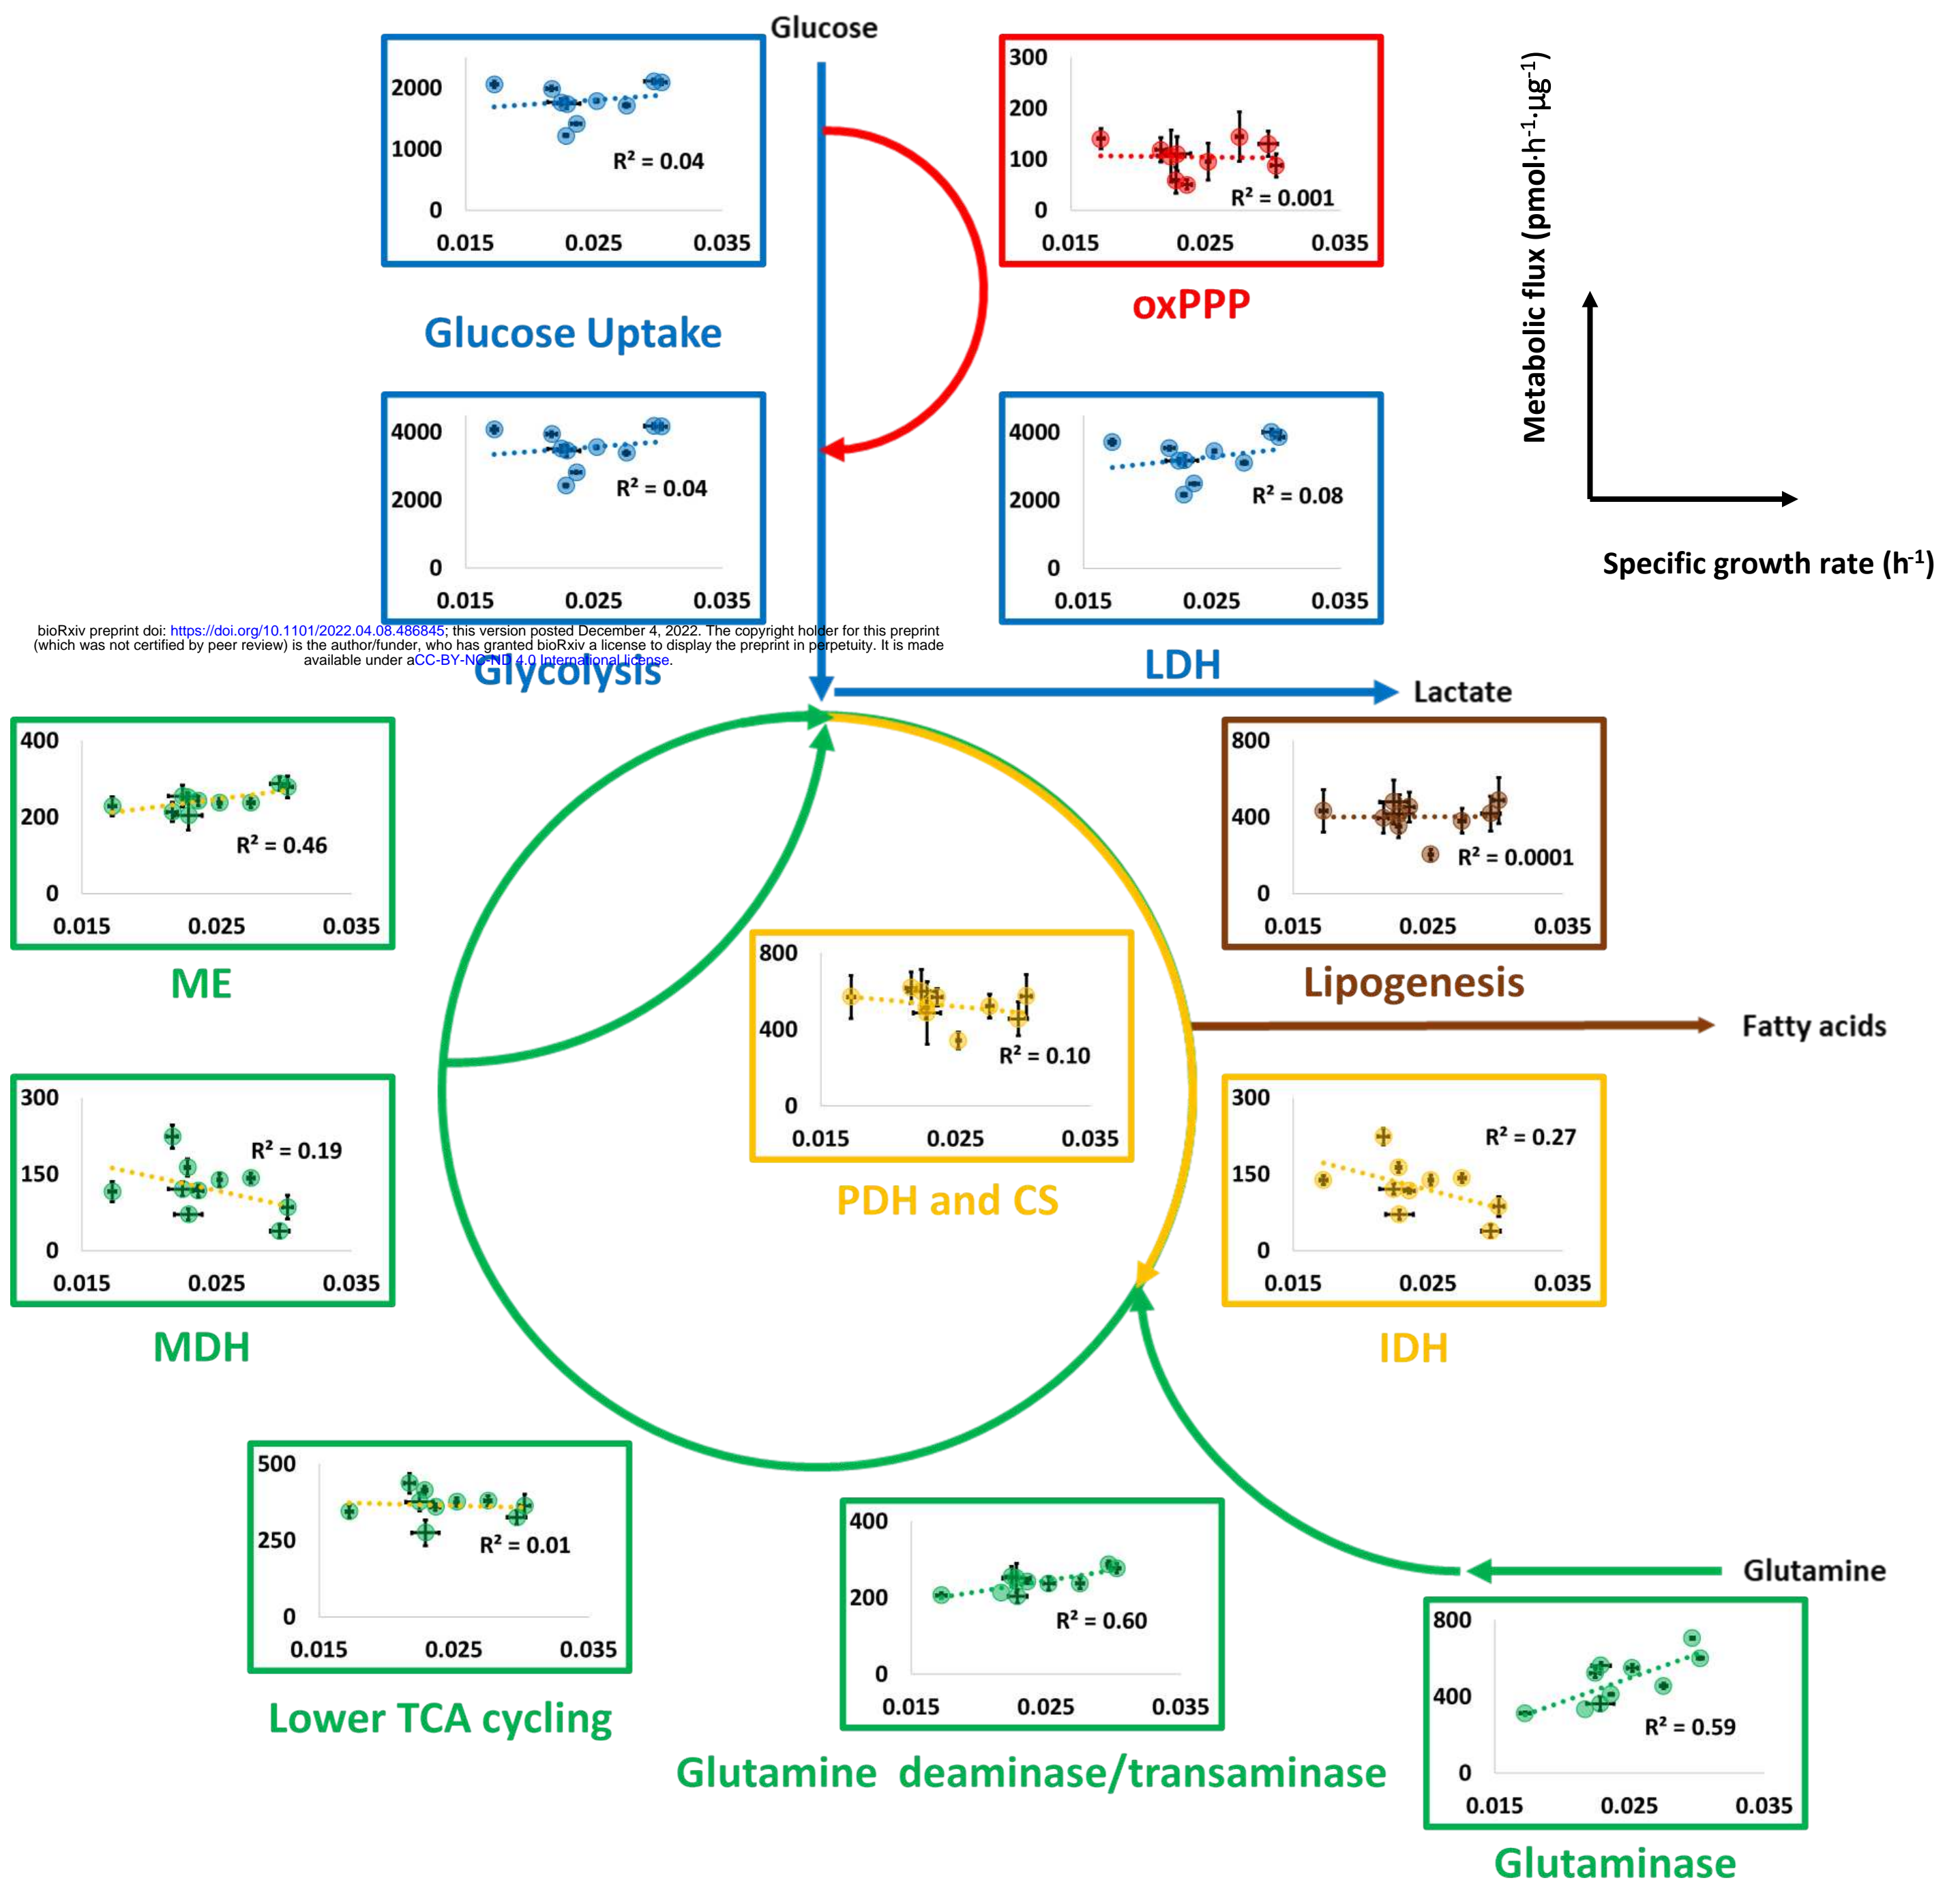 Glucose
2000
1000
0
R² = 0.04
0.015 0.025 0.035
Glucose Uptake
300
200
100
0
R² = 0.001
0.015 0.025 0.035
oxPPP
Metabolic flux (pmol·h⁻¹·µg⁻¹)
Specific growth rate (h⁻¹)
4000
2000
0
R² = 0.04
0.015 0.025 0.035
Glycolysis
4000
2000
0
R² = 0.08
0.015 0.025 0.035
LDH
bioRxiv preprint doi: https://doi.org/10.1101/2022.04.08.486845; this version posted December 4, 2022. The copyright holder for this preprint
(which was not certified by peer review) is the author/funder, who has granted bioRxiv a license to display the preprint in perpetuity. It is made
available under aCC-BY-NC-ND 4.0 International license.
Lactate
400
200
0
R² = 0.46
0.015 0.025 0.035
ME
800
400
0
R² = 0.0001
0.015 0.025 0.035
Lipogenesis
Fatty acids
800
400
0
R² = 0.10
0.015 0.025 0.035
PDH and CS
300
150
0
R² = 0.19
0.015 0.025 0.035
MDH
300
150
0
R² = 0.27
0.015 0.025 0.035
IDH
500
250
0
R² = 0.01
0.015 0.025 0.035
Lower TCA cycling
400
200
0
R² = 0.60
0.015 0.025 0.035
Glutamine deaminase/transaminase
Glutamine
800
400
0
R² = 0.59
0.015 0.025 0.035
Glutaminase